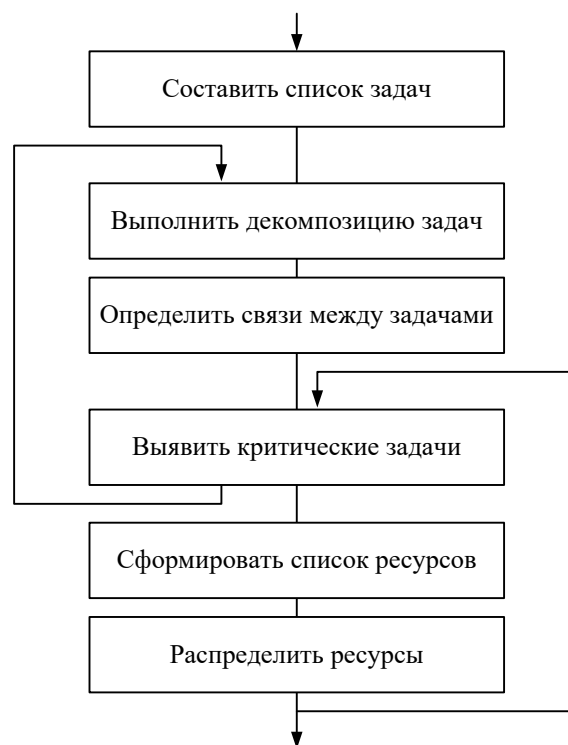 Составить список задач
Выполнить декомпозицию задач
Определить связи между задачами
Выявить критические задачи
Сформировать список ресурсов
Распределить ресурсы